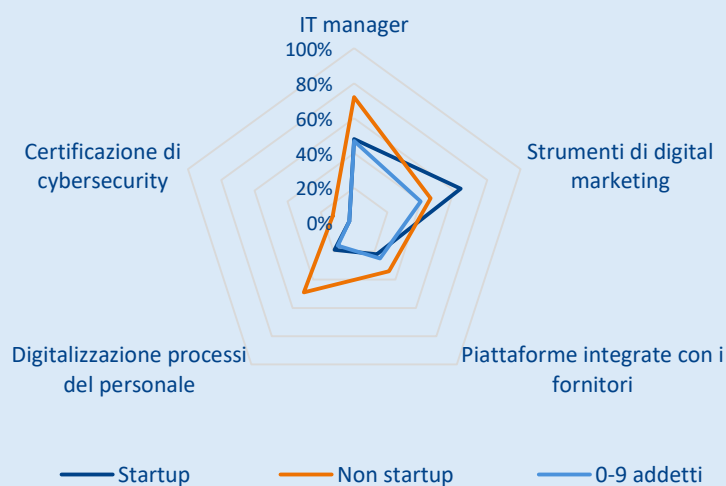 IT manager
100%
80%
60%
40%
20%
0%
Strumenti di digital
marketing
Piattaforme integrate con i
fornitori
Digitalizzazione processi
del personale
Certificazione di
cybersecurity
Startup
Non startup
0-9 addetti